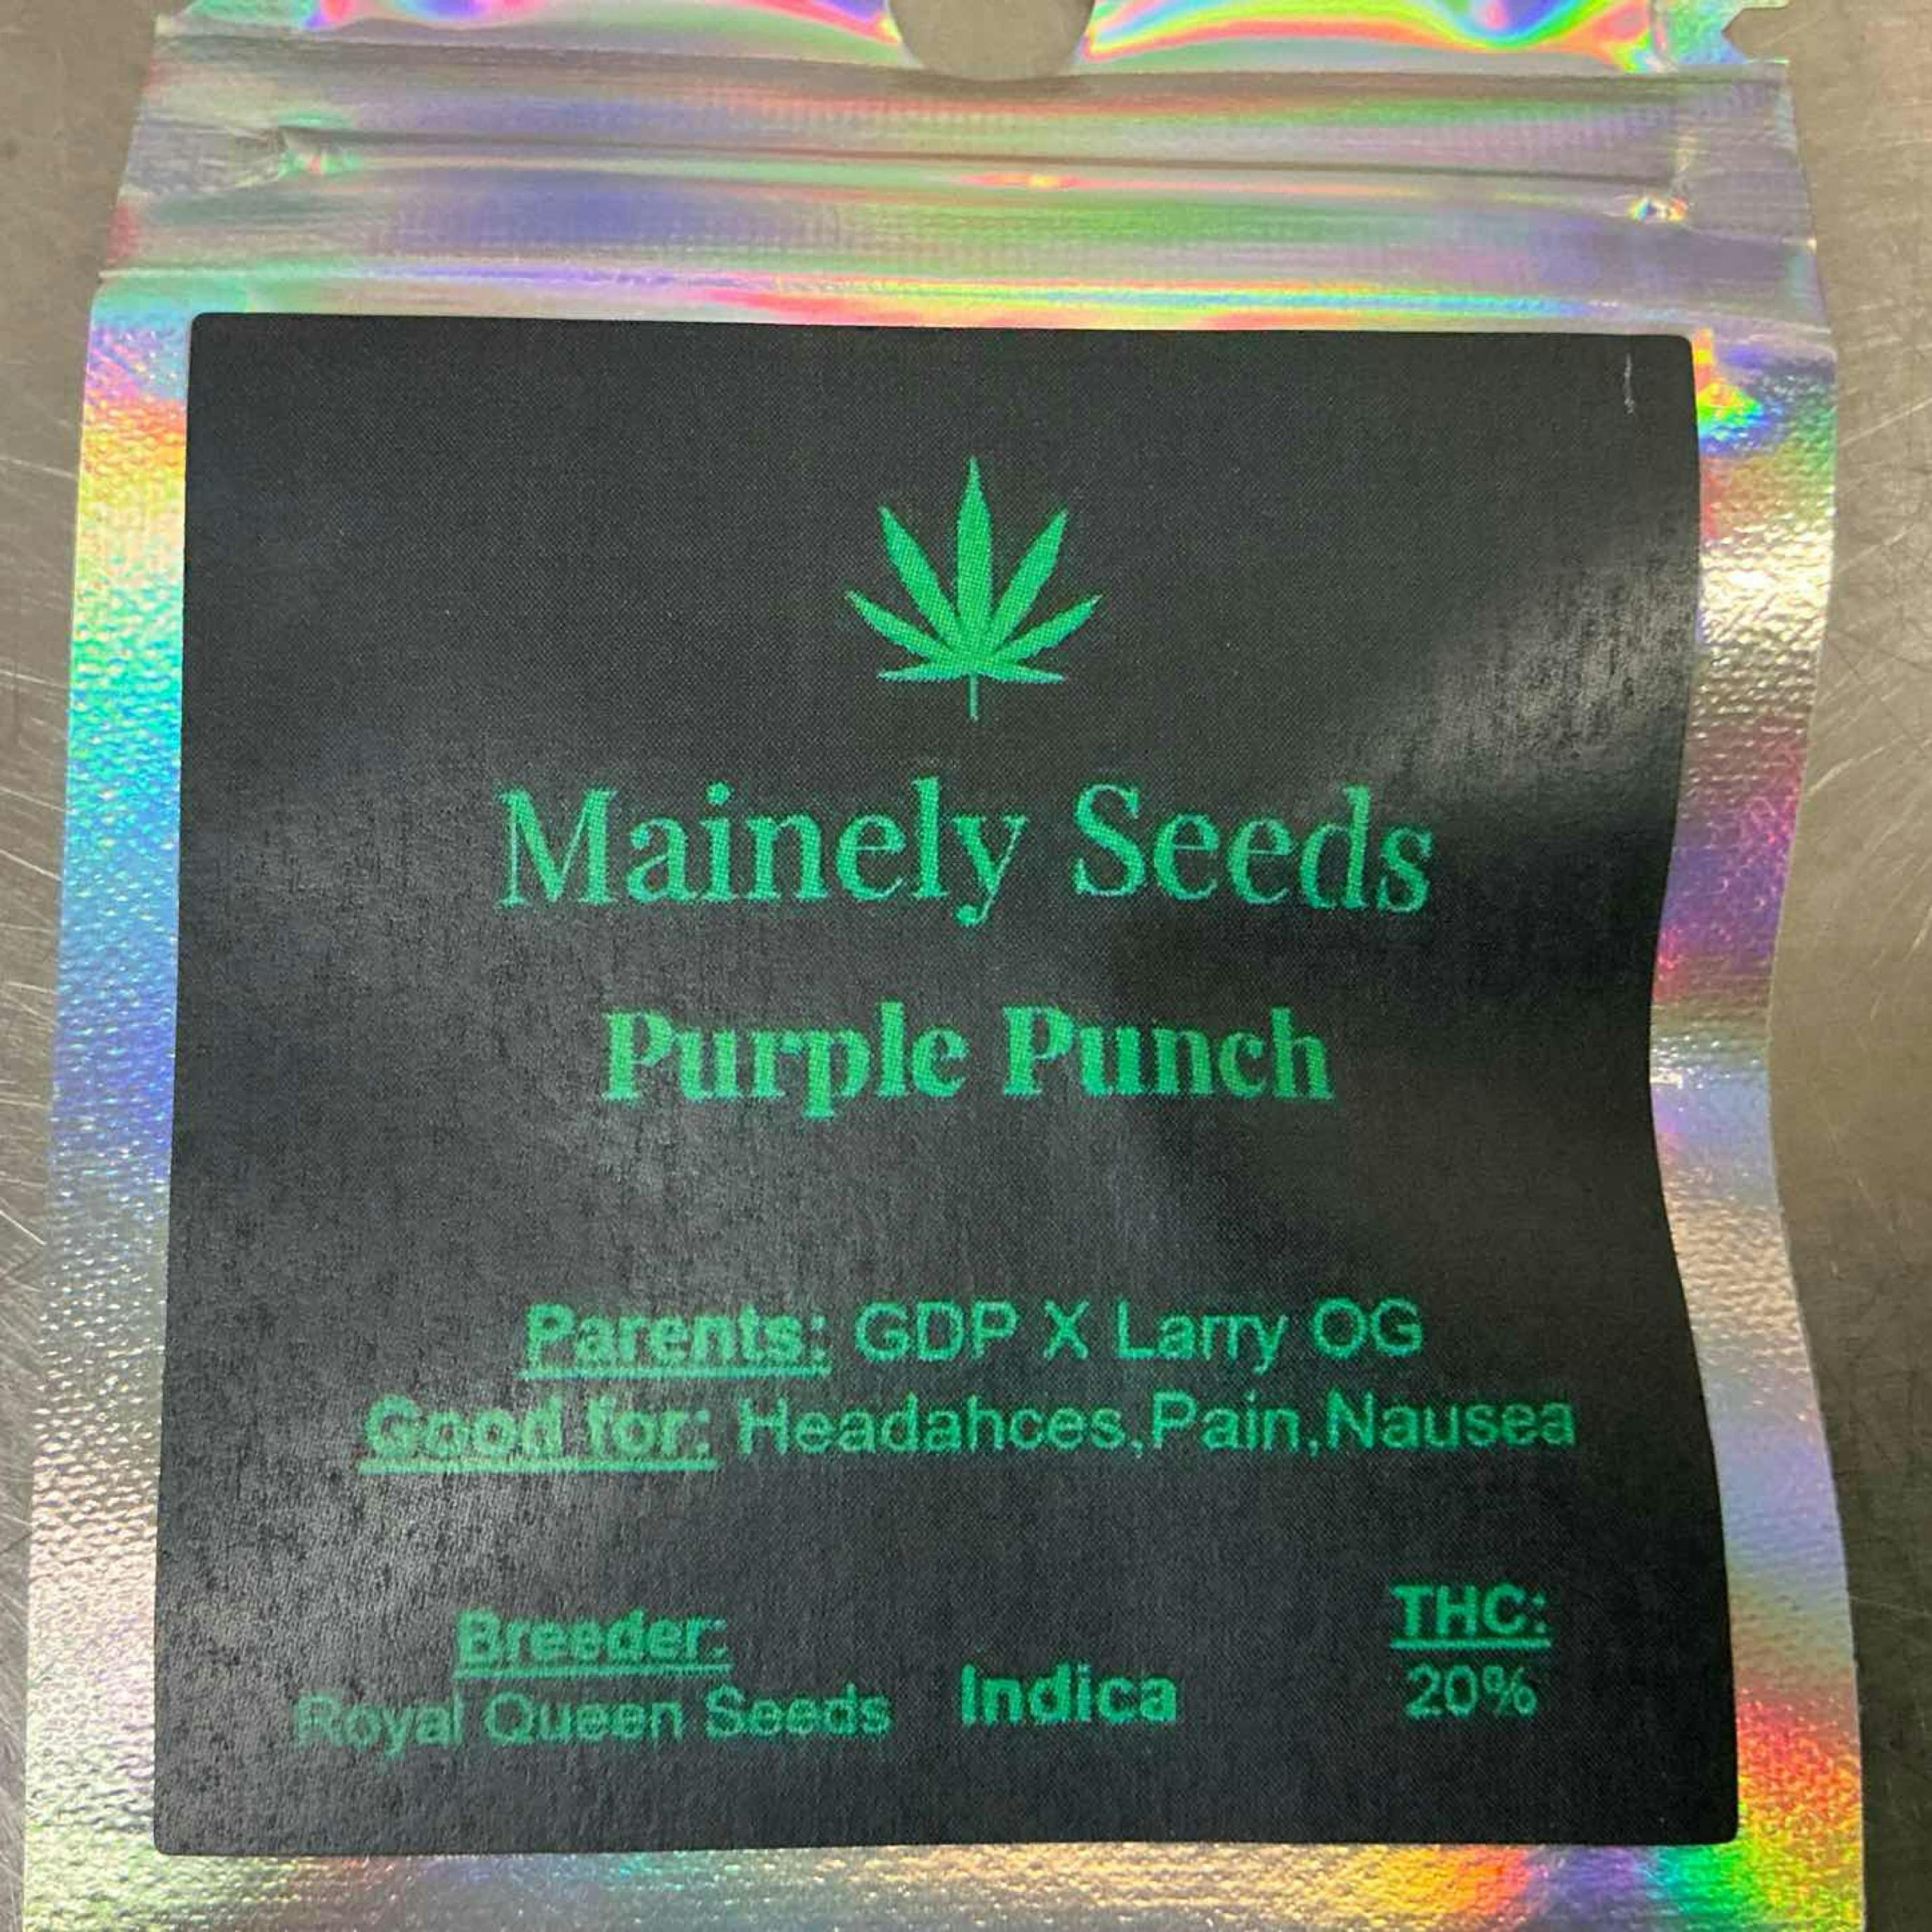 Mainely Seeds
Purple Punch
Parents: GDP X Larry OG
Good for: Headahces,Pain,Nausea
Breeder:
Royal Queen Seeds
Indica
THC:
20%